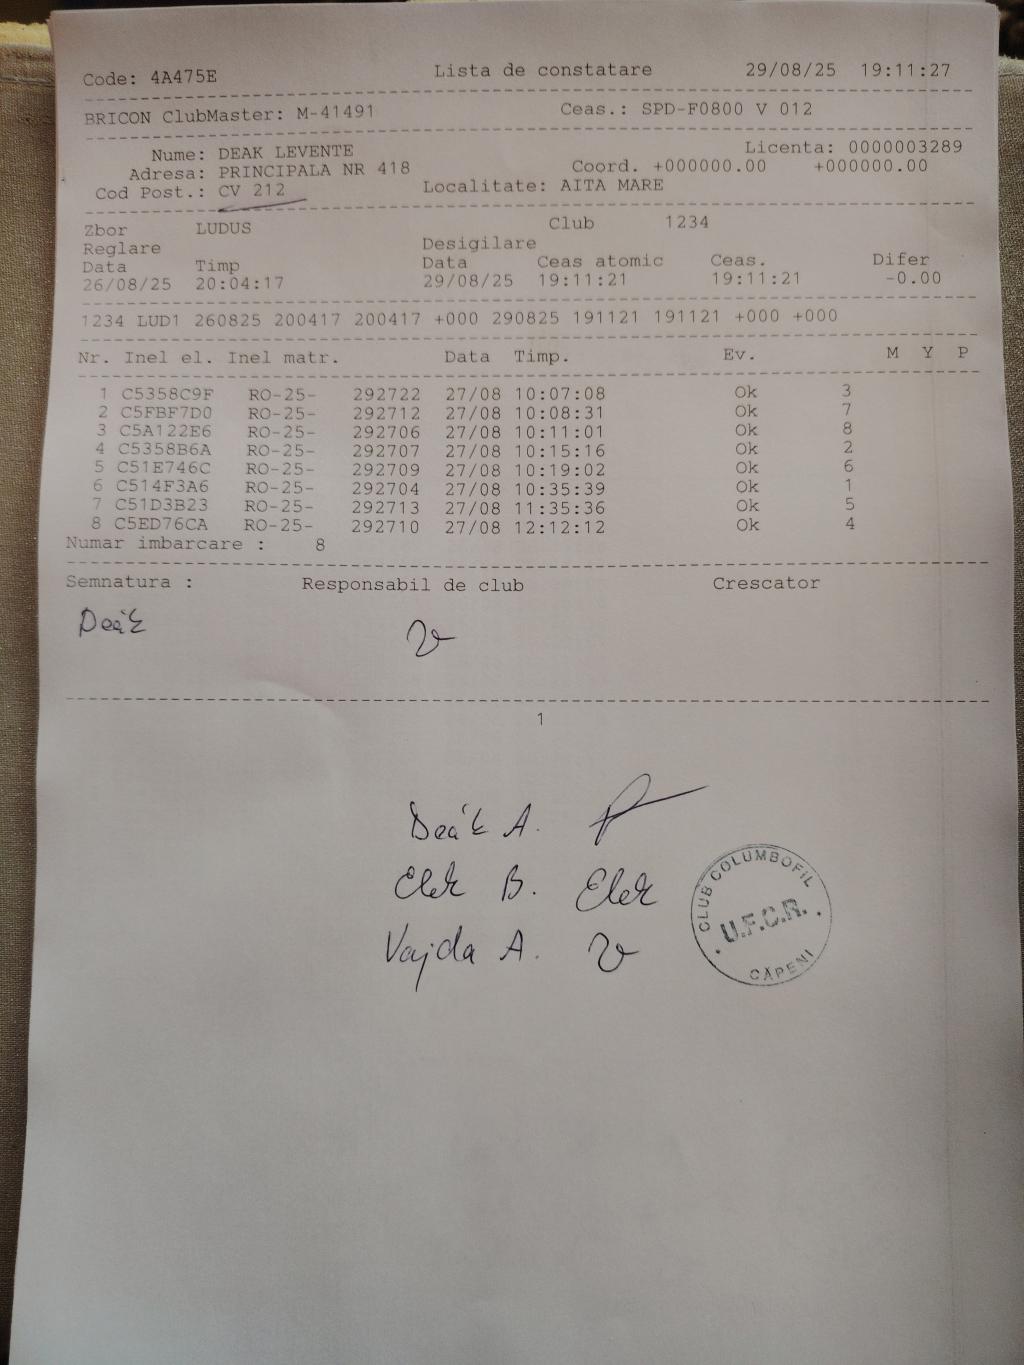 Code: 4A475E Lista de constatare 29/08/25 19:11:27
BRICON ClubMaster: M-41491 Ceas.: SPD-F0800 V 012
Nume: DEAK LEVENTE Licenta: 0000003289
Adresa: PRINCIPALA NR 418 Coord. +000000.00 +000000.00
Cod Post.: CV 212 Localitate: AITA MARE
Zbor LUDUS Club 1234
Reglare Desigilare
Data Timp Data Ceas atomic Ceas. Difer
26/08/25 20:04:17 29/08/25 19:11:21 19:11:21 -0.00
1234 LUD1 260825 200417 200417 +000 290825 191121 191121 +000 +000
Nr. Inel el. Inel matr. Data Timp. Ev. M Y P
1 C5358C9F RO-25- 292722 27/08 10:07:08 Ok 3
2 C5FBF7D0 RO-25- 292712 27/08 10:08:31 Ok 7
3 C5A122E6 RO-25- 292706 27/08 10:11:01 Ok 8
4 C5358B6A RO-25- 292707 27/08 10:15:16 Ok 2
5 C51E746C RO-25- 292709 27/08 10:19:02 Ok 6
6 C514F3A6 RO-25- 292704 27/08 10:35:39 Ok 1
7 C51D3B23 RO-25- 292713 27/08 11:35:36 Ok 5
8 C5ED76CA RO-25- 292710 27/08 12:12:12 Ok 4
Numar imbarcare : 8
Semnatura : Responsabil de club Crescator
Deák
1
Deák A.
Elek B. Elek
Vajda A.
CLUB COLUMBOFIL
U.F.C.R.
CĂPENI